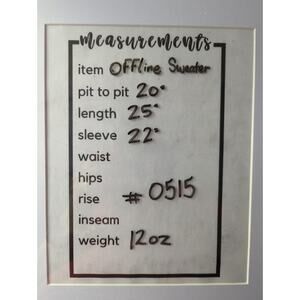 measurements
item OFFline Sweater
pit to pit 20"
length 25"
sleeve 22"
waist
hips
rise # 0515
inseam
weight 12oz